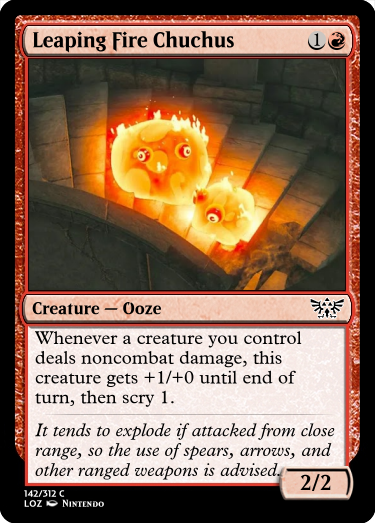 Leaping Fire Chuchus 1
Creature — Ooze
Whenever a creature you control
deals noncombat damage, this
creature gets +1/+0 until end of
turn, then scry 1.
It tends to explode if attacked from close
range, so the use of spears, arrows, and
other ranged weapons is advised.
2/2
142/312 C
LOZ Nintendo